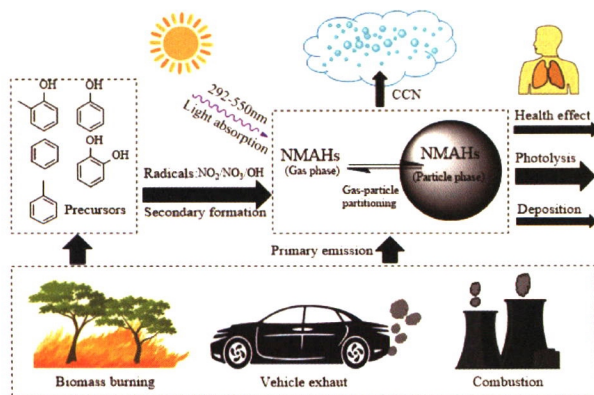 OH
OH
OH
OH
Precursors
292-550nm
Light absorption
CCN
Radicals:NO2/NO3/OH
Secondary formation
NMAHs
(Gas phase)
NMAHs
(Particle phase)
Gas-particle
partitioning
Health effect
Photolysis
Deposition
Primary emission
Biomass burning
Vehicle exhaut
Combustion